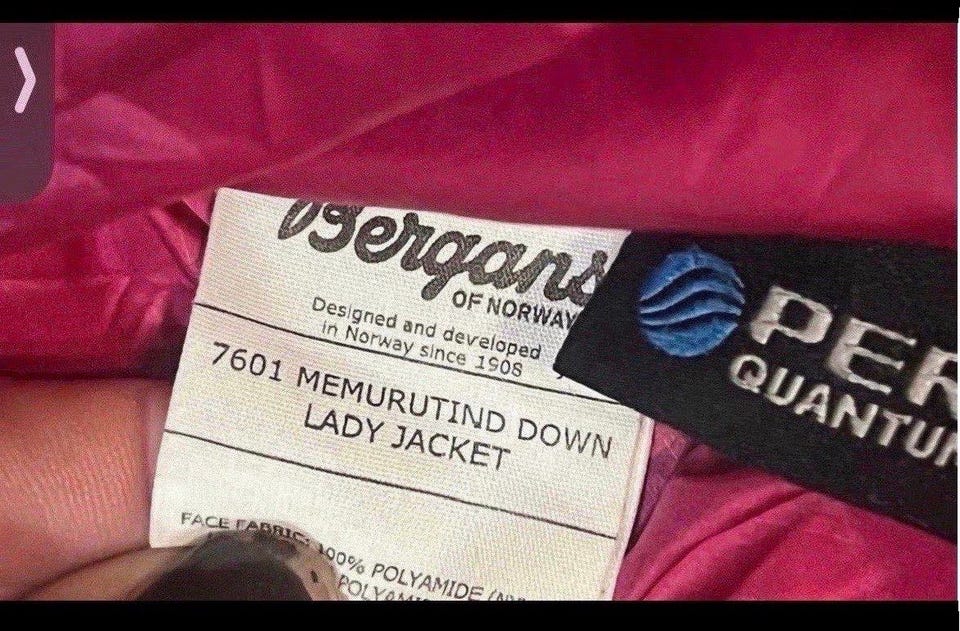 Bergans
OF NORWAY
Designed and developed
in Norway since 1908
7601 MEMURUTIND DOWN
LADY JACKET
FACE FABRIC: 100% POLYAMIDE
PER
QUANTUM